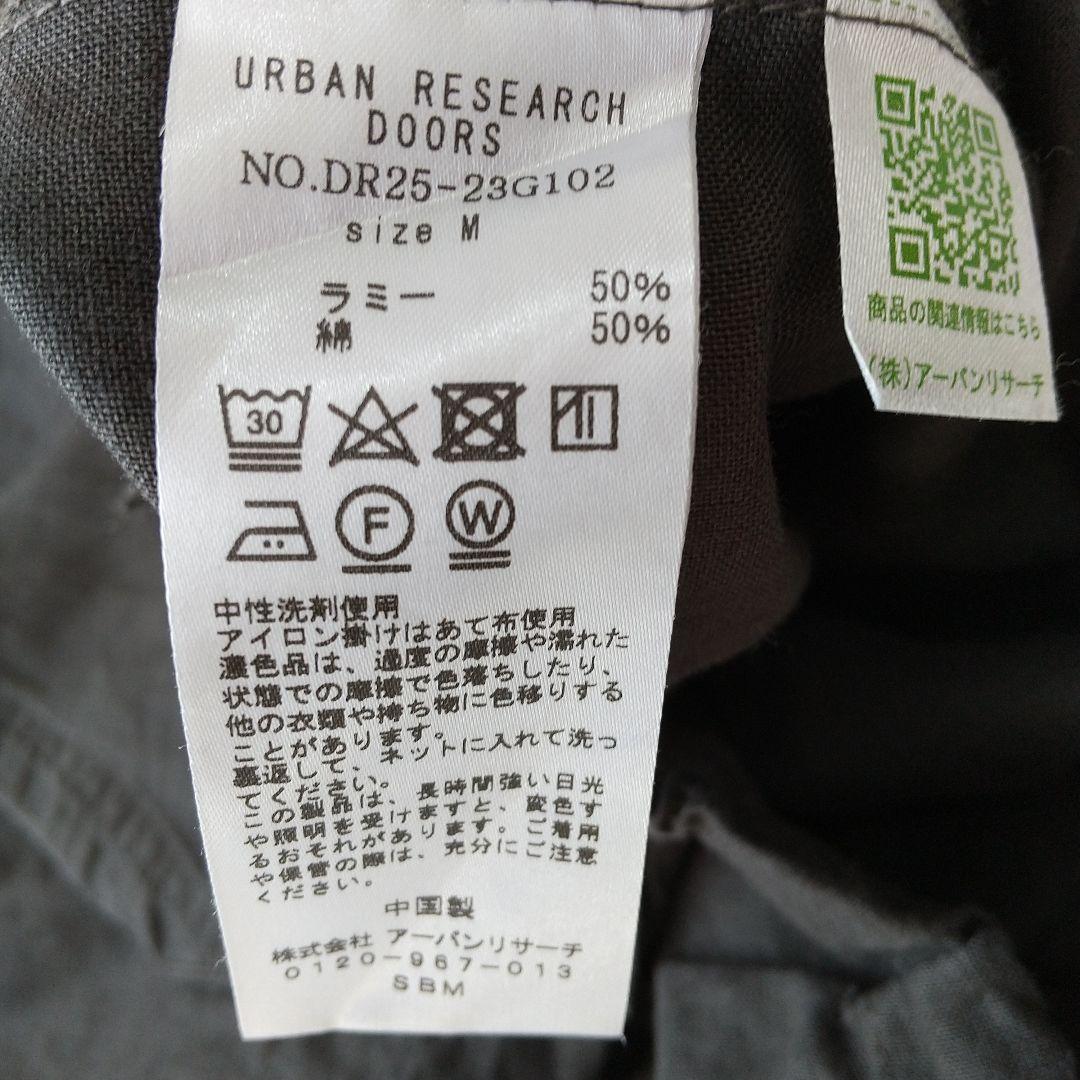 URBAN RESEARCH
DOORS
NO.DR25-23G102
size M
ラミー 50%
綿 50%
30
F
W
中性洗剤使用
アイロン掛けはあて布使用
濃色品は、過度の摩擦や濡れた
状態での摩擦で色落ちしたり、
他の衣類や持ち物に色移りする
ことがあります。
裏返して、ネットに入れて洗っ
てください。
この製品は、長時間強い日光
や照明を受けますと、変色す
るおそれがあります。ご着用
や保管の際は、充分にご注意
ください。
中国製
株式会社 アーバンリサーチ
0120-967-013
SBM
商品の関連情報はこちら
(株)アーバンリサーチ